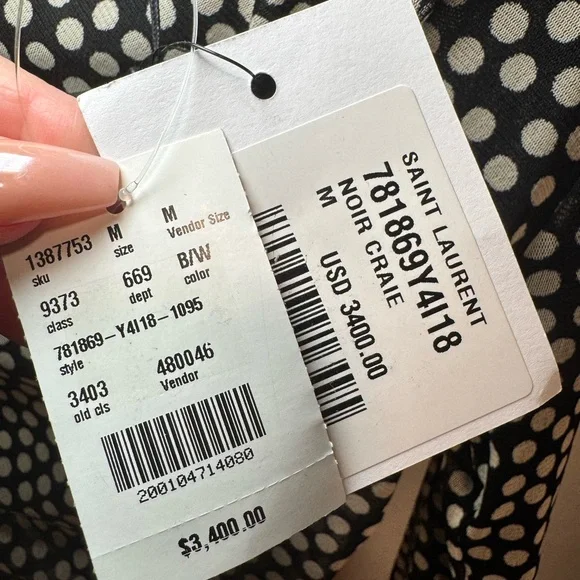 1387753 M M
sku size Vendor Size
9373 669 B/W
class dept color
781869-Y4I18-1095
style
3403 480046
old cls Vendor
200104714080
$3,400.00
SAINT LAURENT
781869Y4I18
NOIR CRAIE
M USD 3400.00